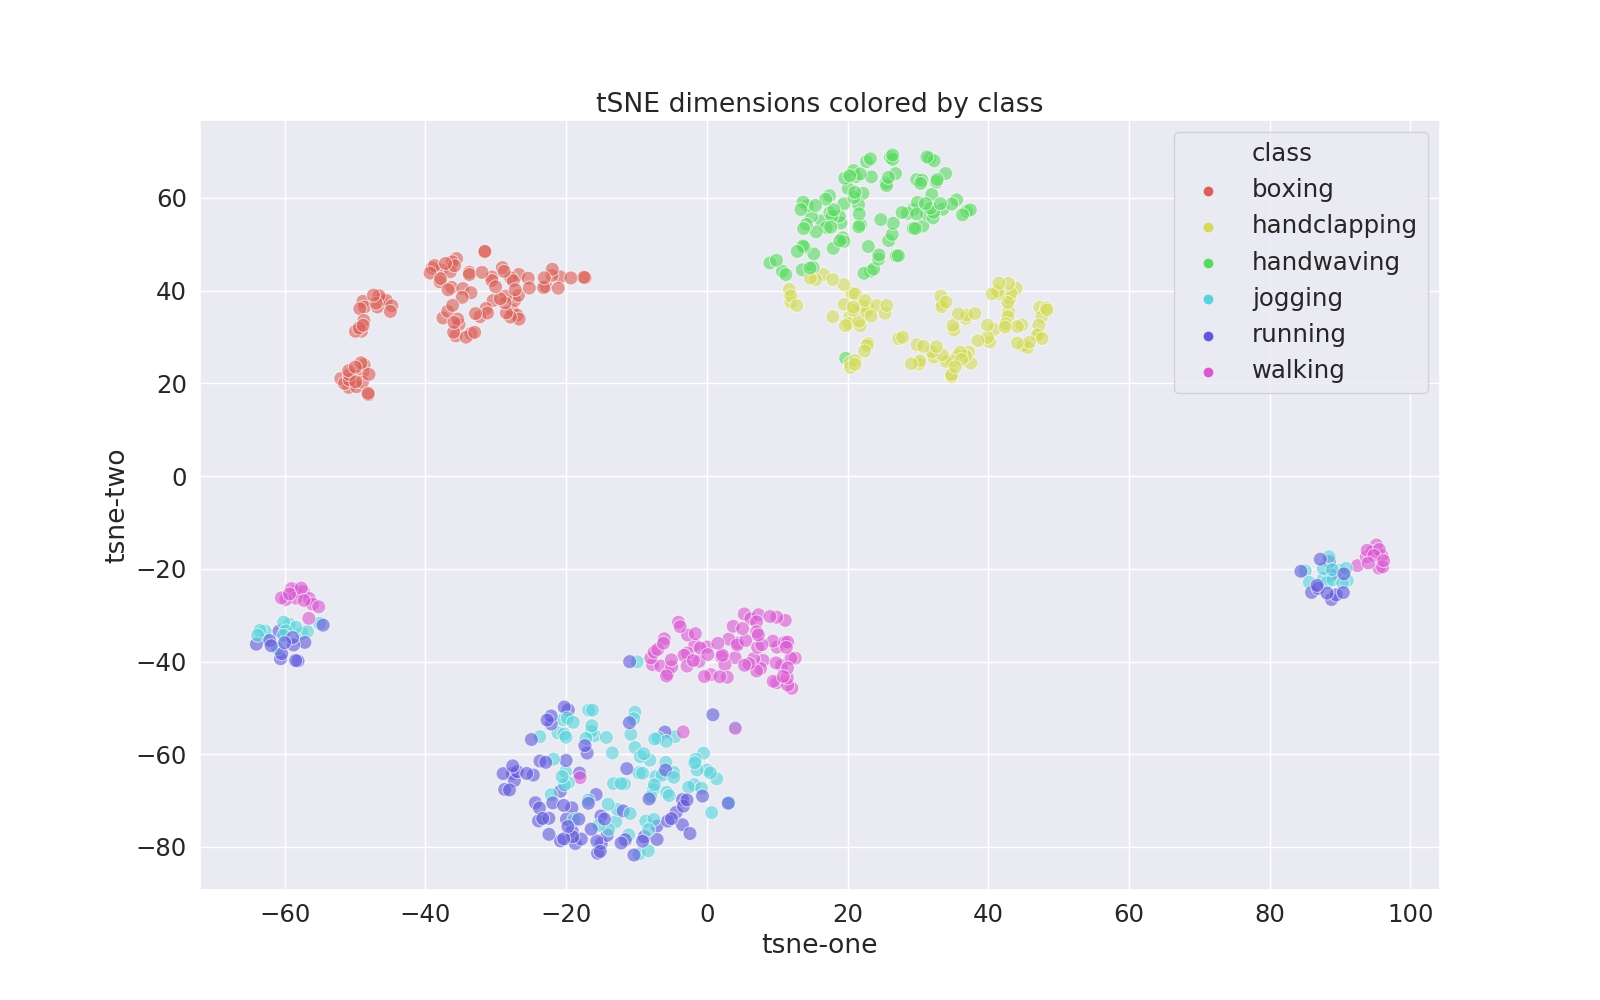 tSNE dimensions colored by class
class
boxing
handclapping
handwaving
jogging
running
walking
tsne-two
60
40
20
0
−20
−40
−60
−80
−60 −40 −20 0 20 40 60 80 100
tsne-one